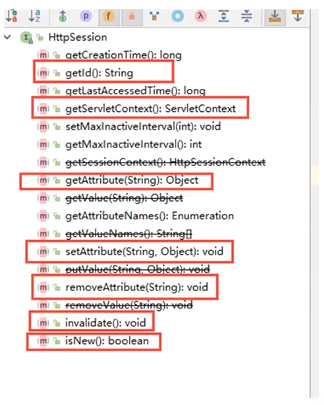 HttpSession
getCreationTime(): long
getId(): String
getLastAccessedTime(): long
getServletContext(): ServletContext
setMaxInactiveInterval(int): void
getMaxInactiveInterval(): int
getSessionContext(): HttpSessionContext
getAttribute(String): Object
getValue(String): Object
getAttributeNames(): Enumeration
getValueNames(): String[]
setAttribute(String, Object): void
putValue(String, Object): void
removeAttribute(String): void
removeValue(String): void
invalidate(): void
isNew(): boolean